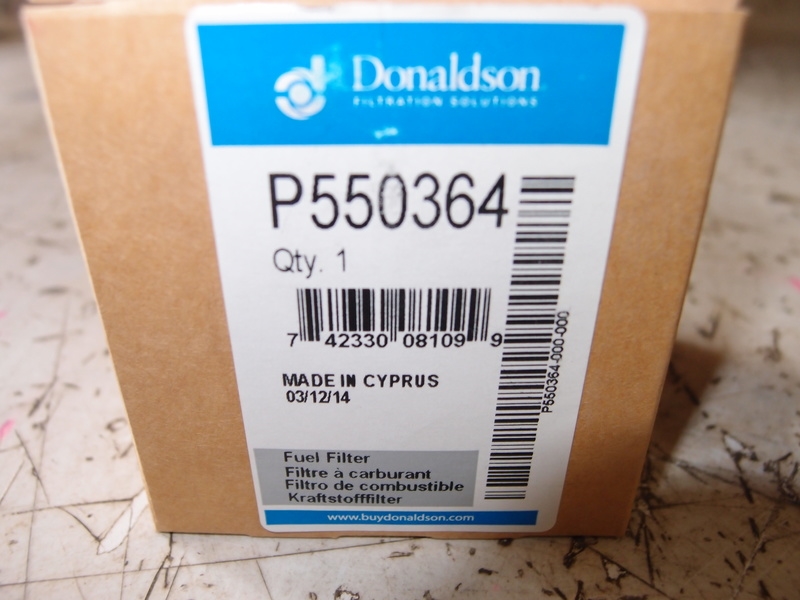 Donaldson
FILTRATION SOLUTIONS
P550364
Qty. 1
7 42330 08109 9
P550364-000-000
MADE IN CYPRUS
03/12/14
Fuel Filter
Filtre à carburant
Filtro de combustible
Kraftstofffilter
www.buydonaldson.com